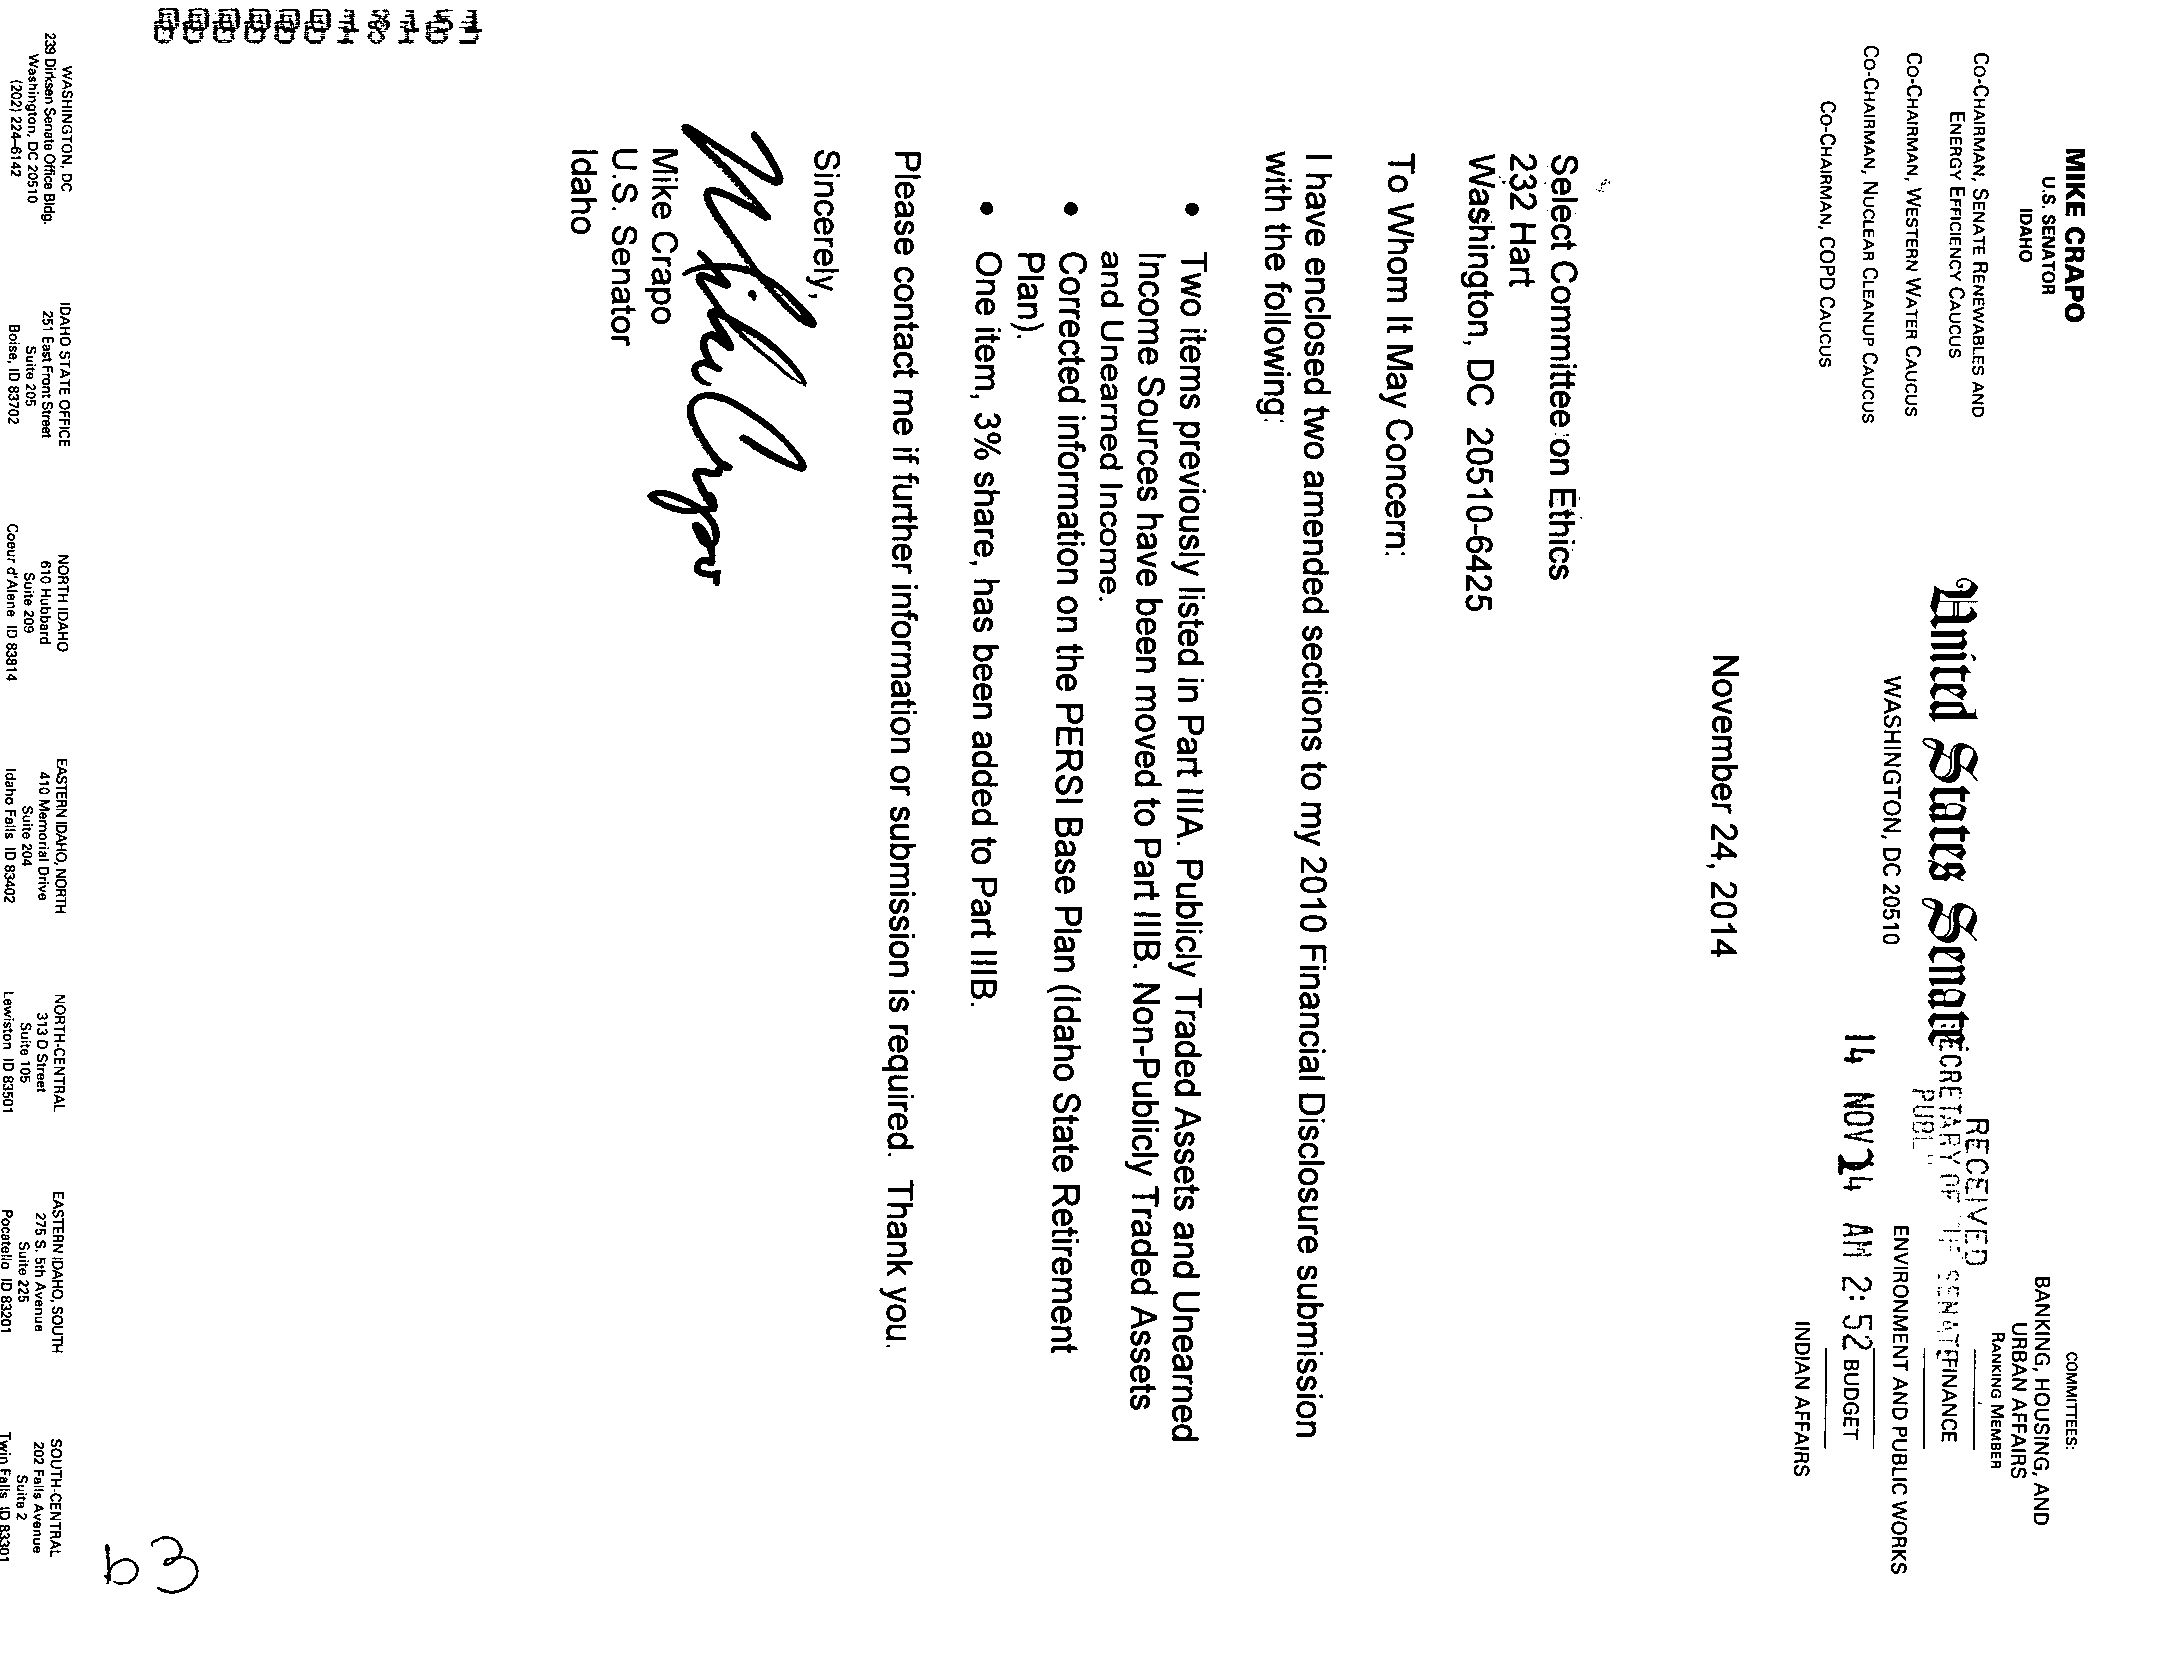 MIKE CRAPO
U.S. SENATOR
IDAHO
CO-CHAIRMAN, SENATE RENEWABLES AND
ENERGY EFFICIENCY CAUCUS
CO-CHAIRMAN, WESTERN WATER CAUCUS
CO-CHAIRMAN, NUCLEAR CLEANUP CAUCUS
CO-CHAIRMAN, COPD CAUCUS
United States Senate
WASHINGTON, DC 20510
RECEIVED
SECRETARY OF SENATE
14 NOV 24 AM 2:52
COMMITTEES:
BANKING, HOUSING, AND
URBAN AFFAIRS
RANKING MEMBER
FINANCE
ENVIRONMENT AND PUBLIC WORKS
BUDGET
INDIAN AFFAIRS
November 24, 2014
Select Committee on Ethics
232 Hart
Washington, DC 20510-6425
To Whom It May Concern:
I have enclosed two amended sections to my 2010 Financial Disclosure submission
with the following:
• Two items previously listed in Part IIIA. Publicly Traded Assets and Unearned
Income Sources have been moved to Part IIIB. Non-Publicly Traded Assets
and Unearned Income.
• Corrected information on the PERSI Base Plan (Idaho State Retirement
Plan).
• One item, 3% share, has been added to Part IIIB.
Please contact me if further information or submission is required. Thank you.
Sincerely,
Mike Crapo
Mike Crapo
U.S. Senator
Idaho
WASHINGTON, DC
239 Dirksen Senate Office Bldg.
Washington, DC 20510
(202) 224-6142
IDAHO STATE OFFICE
251 East Front Street
Suite 205
Boise, ID 83702
NORTH IDAHO
610 Hubbard
Suite 209
Coeur d'Alene ID 83814
EASTERN IDAHO, NORTH
410 Memorial Drive
Suite 204
Idaho Falls ID 83402
NORTH-CENTRAL
313 D Street
Suite 105
Lewiston ID 83501
EASTERN IDAHO, SOUTH
275 S. 5th Avenue
Suite 225
Pocatello ID 83201
SOUTH-CENTRAL
202 Falls Avenue
Suite 2
Twin Falls ID 83301